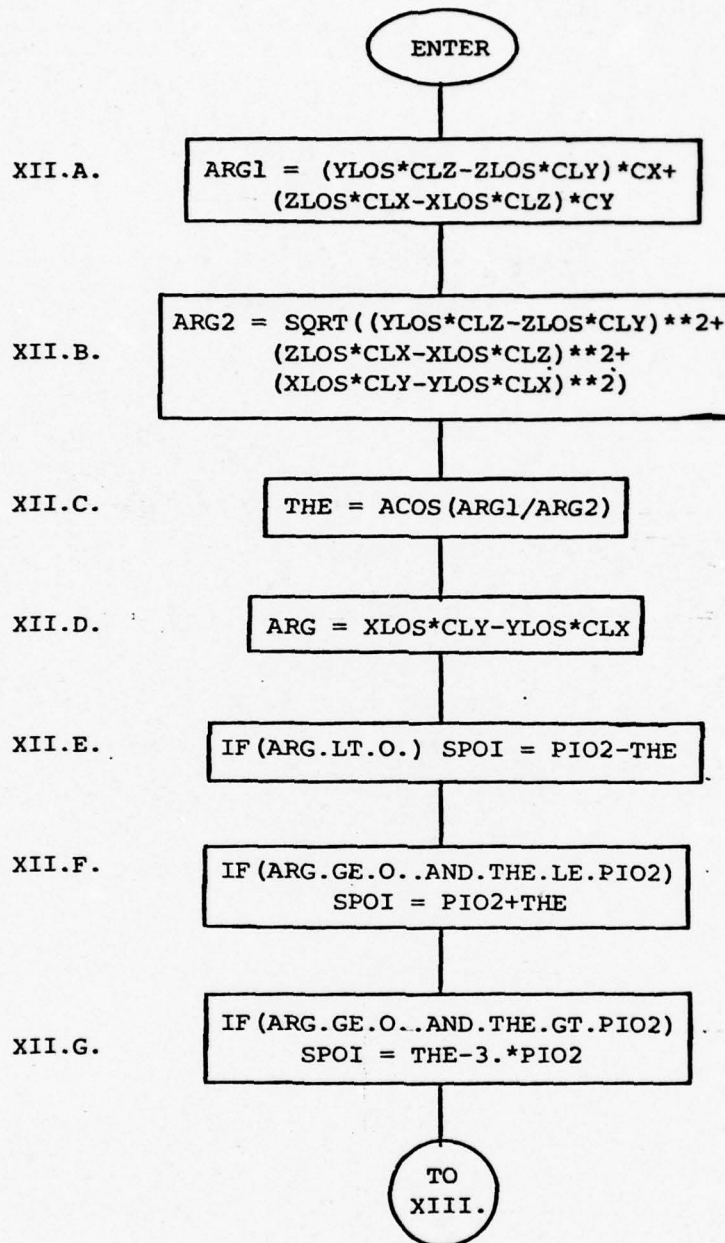 ENTER
XII.A.
ARG1 = (YLOS*CLZ-ZLOS*CLY)*CX+
(ZLOS*CLX-XLOS*CLZ)*CY
XII.B.
ARG2 = SQRT((YLOS*CLZ-ZLOS*CLY)**2+
(ZLOS*CLX-XLOS*CLZ)**2+
(XLOS*CLY-YLOS*CLX)**2)
XII.C.
THE = ACOS(ARG1/ARG2)
XII.D.
ARG = XLOS*CLY-YLOS*CLX
XII.E.
IF(ARG.LT.O.) SPOI = PIO2-THE
XII.F.
IF(ARG.GE.O..AND.THE.LE.PIO2)
SPOI = PIO2+THE
XII.G.
IF(ARG.GE.O..AND.THE.GT.PIO2)
SPOI = THE-3.*PIO2
TO
XIII.